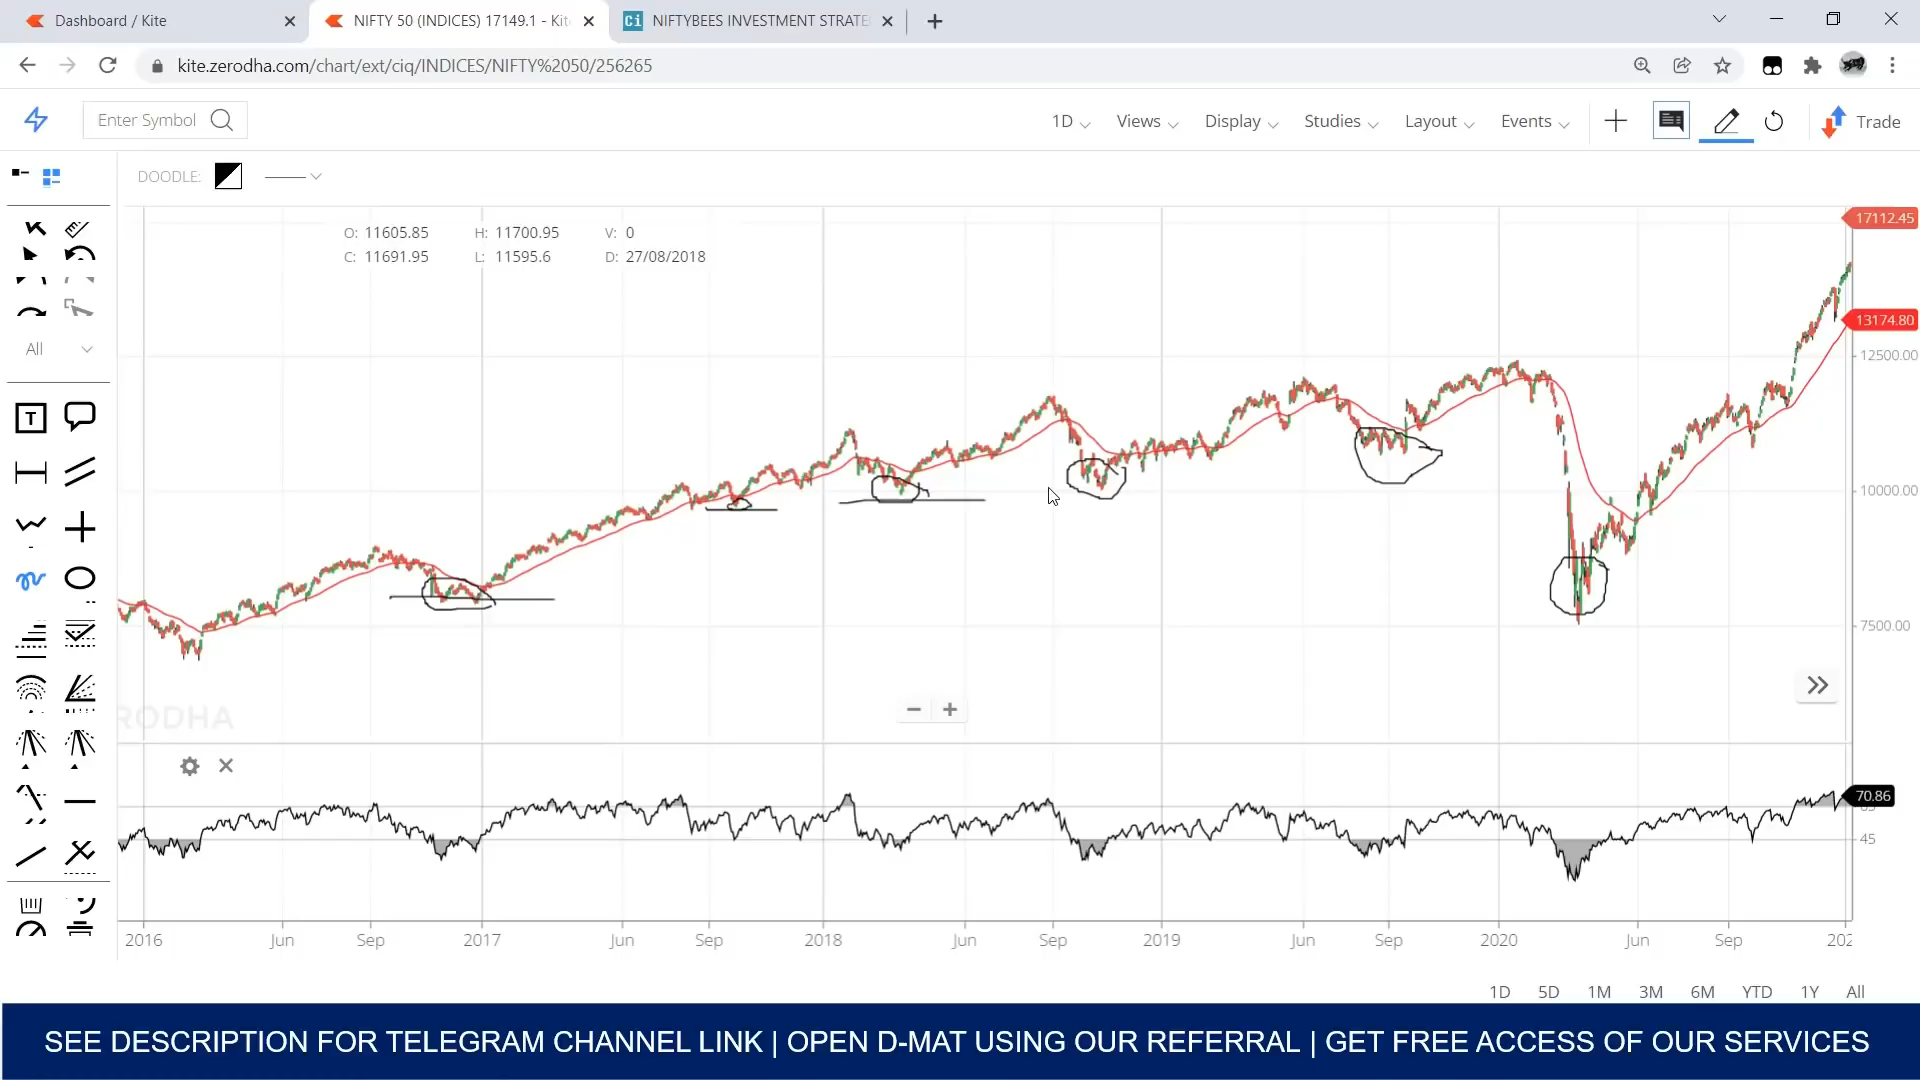 Dashboard / Kite
NIFTY 50 (INDICES) 17149.1 - Kit
Ci NIFTYBEES INVESTMENT STRATE
kite.zerodha.com/chart/ext/ciq/INDICES/NIFTY%2050/256265
Enter Symbol
1D Views Display Studies Layout Events Trade
DOODLE:
O: 11605.85 H: 11700.95 V: 0
C: 11691.95 L: 11595.6 D: 27/08/2018
17112.45
13174.80
All
12500.00
T
10000.00
7500.00
RODHA
70.86
45
2016 Jun Sep 2017 Jun Sep 2018 Jun Sep 2019 Jun Sep 2020 Jun Sep 202
1D 5D 1M 3M 6M YTD 1Y All
SEE DESCRIPTION FOR TELEGRAM CHANNEL LINK | OPEN D-MAT USING OUR REFERRAL | GET FREE ACCESS OF OUR SERVICES